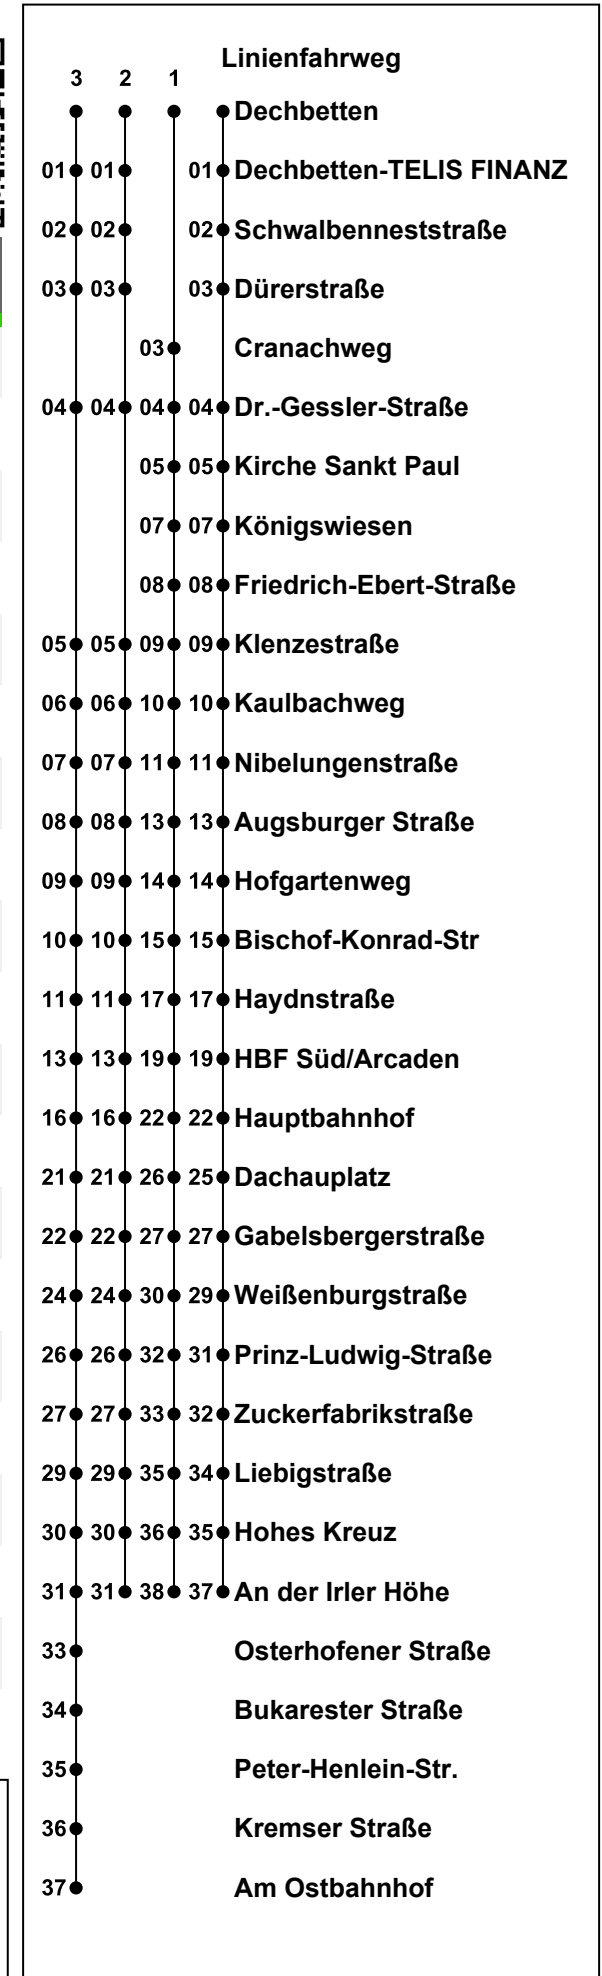 Linienfahrweg
3 2 1
Dechbetten
01 01 01 Dechbetten-TELIS FINANZ
02 02 02 Schwalbenneststraße
03 03 03 Dürerstraße
03 Cranachweg
04 04 04 04 Dr.-Gessler-Straße
05 05 Kirche Sankt Paul
07 07 Königswiesen
08 08 Friedrich-Ebert-Straße
05 05 09 09 Klenzestraße
06 06 10 10 Kaulbachweg
07 07 11 11 Nibelungenstraße
08 08 13 13 Augsburger Straße
09 09 14 14 Hofgartenweg
10 10 15 15 Bischof-Konrad-Str
11 11 17 17 Haydnstraße
13 13 19 19 HBF Süd/Arcaden
16 16 22 22 Hauptbahnhof
21 21 26 25 Dachauplatz
22 22 27 27 Gabelsbergerstraße
24 24 30 29 Weißenburgstraße
26 26 32 31 Prinz-Ludwig-Straße
27 27 33 32 Zuckerfabrikstraße
29 29 35 34 Liebigstraße
30 30 36 35 Hohes Kreuz
31 31 38 37 An der Irler Höhe
33 Osterhofener Straße
34 Bukarester Straße
35 Peter-Henlein-Str.
36 Kremser Straße
37 Am Ostbahnhof